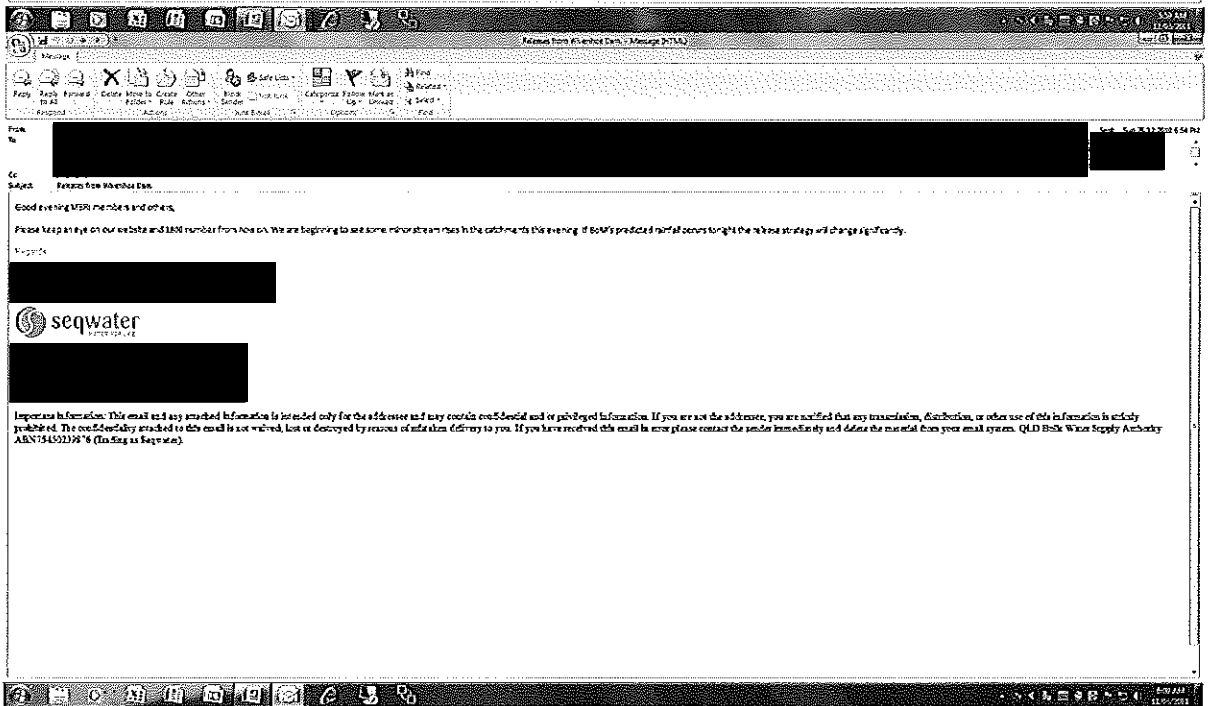 Releases from Wivenhoe Dam - Message (HTML)
Message
Reply Reply to All Forward Delete Move to Folder Create Rule Other Actions Block Sender Safe Lists Categorize Follow Up Mark as Unread Find Related Select
Respond Actions Junk E-mail Options Find
From
To
Cc
Subject: Releases from Wivenhoe Dam
Good evening members and others,
Please keep an eye on our website and 1800 number from now on. We are beginning to see some minor stream rises in the catchments this evening. If BoM's predicted rainfall occurs tonight the release strategy will change significantly.
Regards
seqwater
Important Information: This email and any attached information is intended only for the addressee and may contain confidential and/or privileged information. If you are not the addressee, you are notified that any transmission, distribution, or other use of this information is strictly
prohibited. The confidentiality attached to this email is not waived, lost or destroyed by reasons of mistaken delivery to you. If you have received this email in error please contact the sender immediately and delete the material from your email system. QLD Bulk Water Supply Authority
ABN75450239876 (Trading as Seqwater).